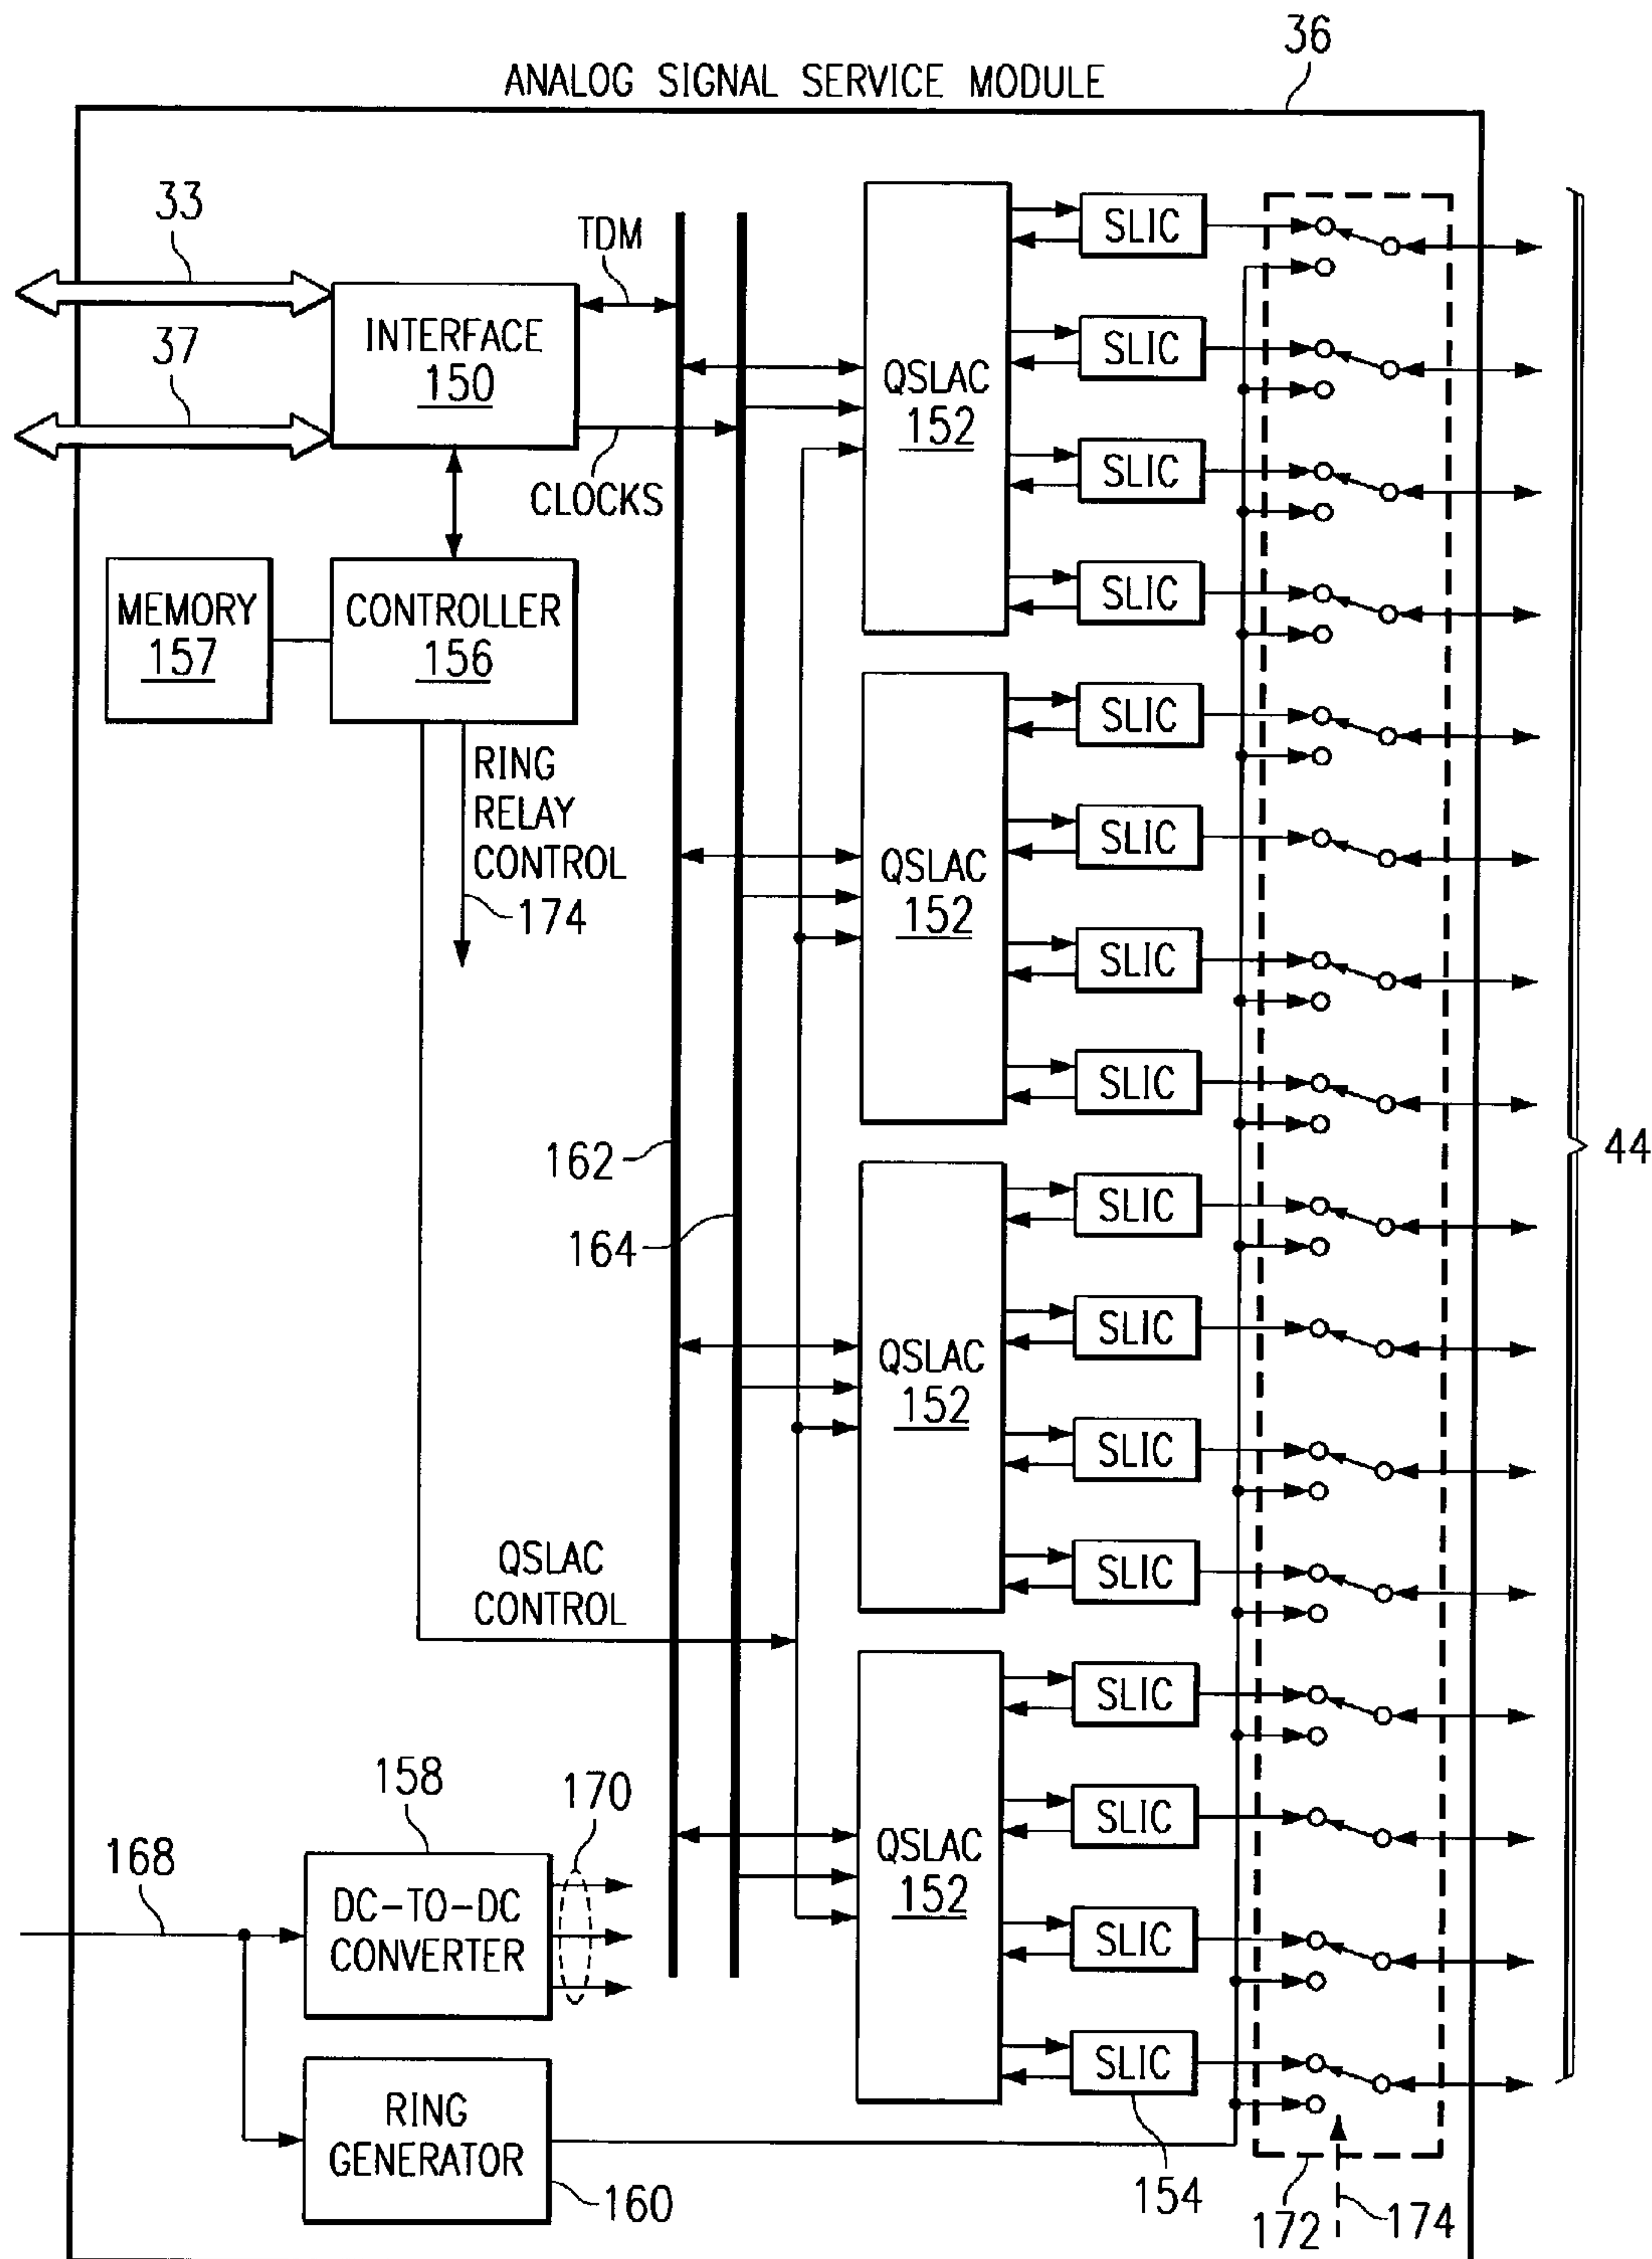 36
ANALOG SIGNAL SERVICE MODULE
33
TDM
37
INTERFACE
150
CLOCKS
MEMORY
157
CONTROLLER
156
RING
RELAY
CONTROL
174
QSLAC
152
SLIC
SLIC
SLIC
SLIC
QSLAC
152
SLIC
SLIC
SLIC
SLIC
162
164
44
QSLAC
152
SLIC
SLIC
SLIC
SLIC
QSLAC
CONTROL
QSLAC
152
SLIC
SLIC
SLIC
SLIC
158
170
168
DC-TO-DC
CONVERTER
RING
GENERATOR
160
154
172
174